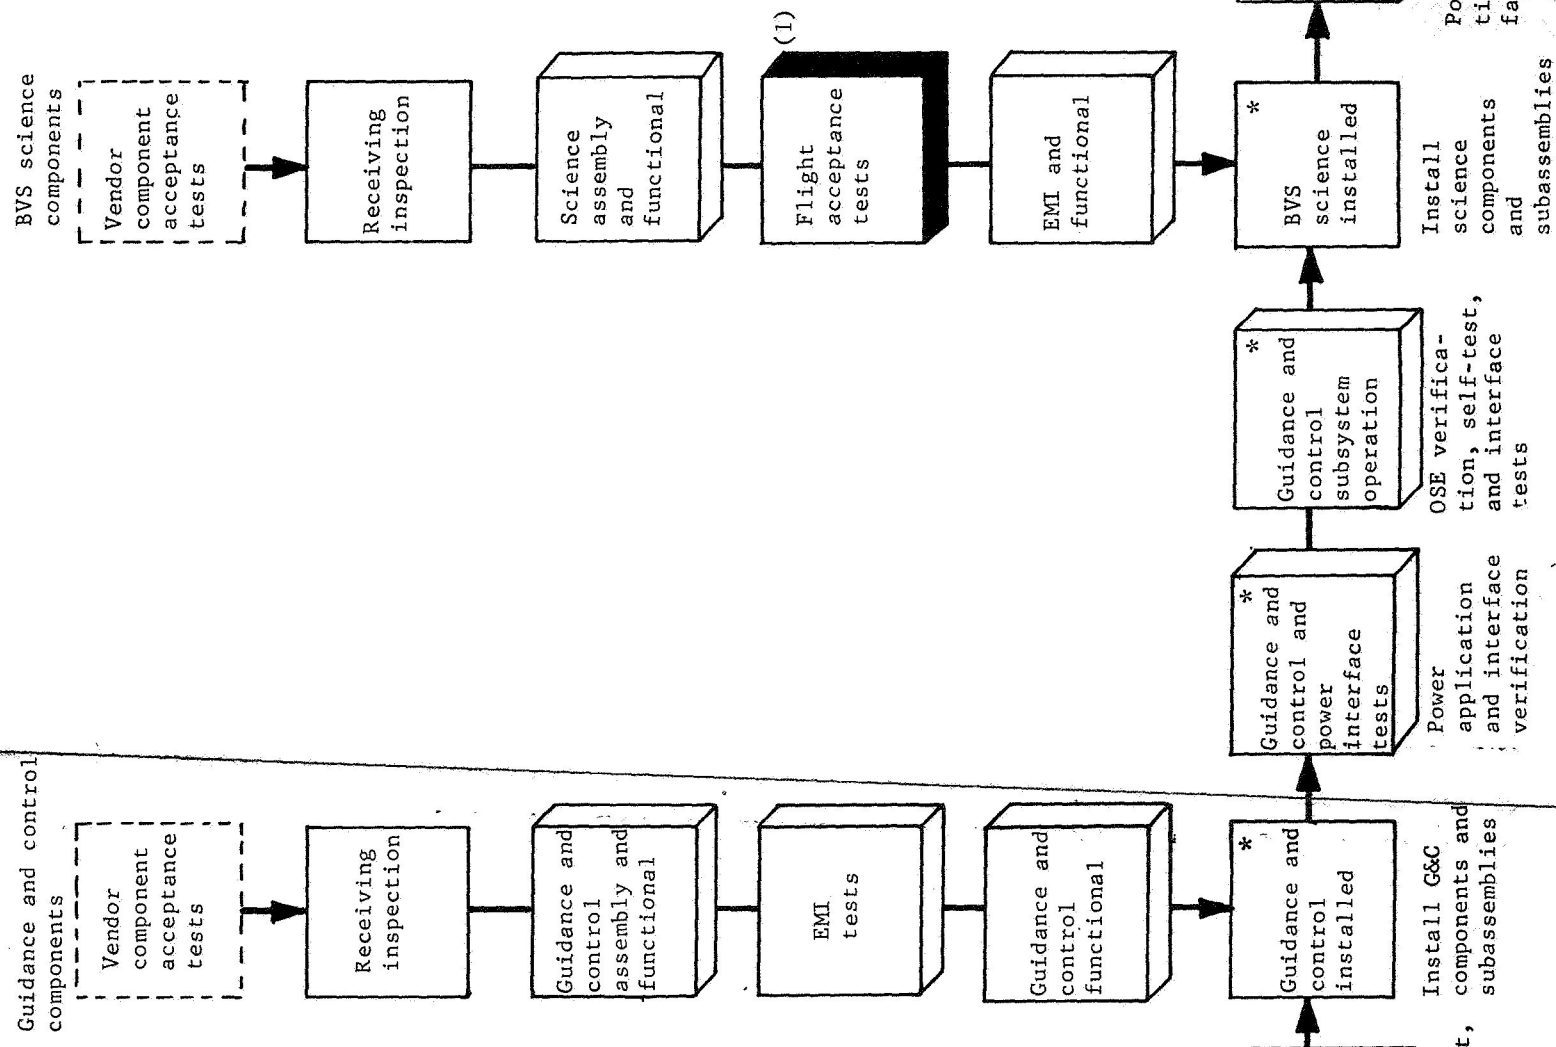 Guidance and control
components
Vendor
component
acceptance
tests
Receiving
inspection
Guidance and
control
assembly and
functional
EMI
tests
Guidance and
control
functional
*
Guidance and
control
installed
Install G&C
components and
subassemblies
t,
*
Guidance and
control and
power
interface
tests
Power
application
and interface
verification
*
Guidance and
control
subsystem
operation
OSE verifica-
tion, self-test,
and interface
tests
BVS science
components
Vendor
component
acceptance
tests
Receiving
inspection
Science
assembly
and
functional
(1)
Flight
acceptance
tests
EMI and
functional
*
BVS
science
installed
Install
science
components
and
subassemblies
Po
ti
fa